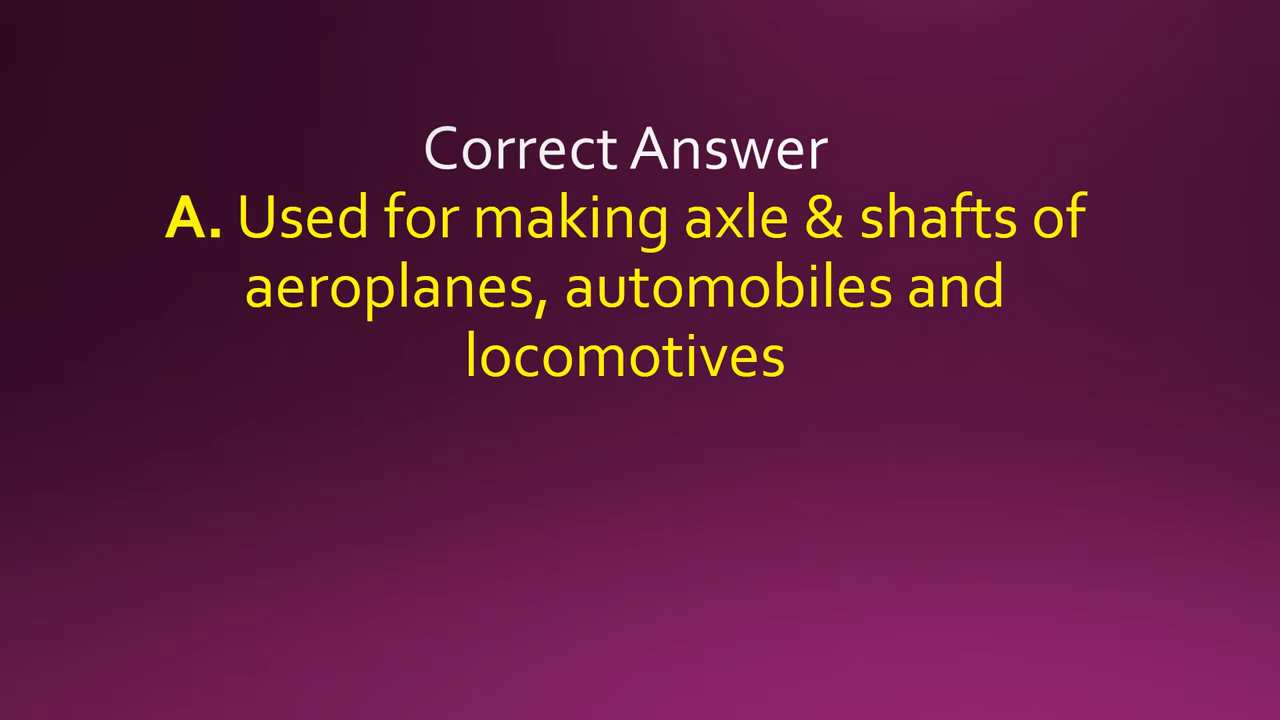 Correct Answer
A. Used for making axle & shafts of
aeroplanes, automobiles and
locomotives